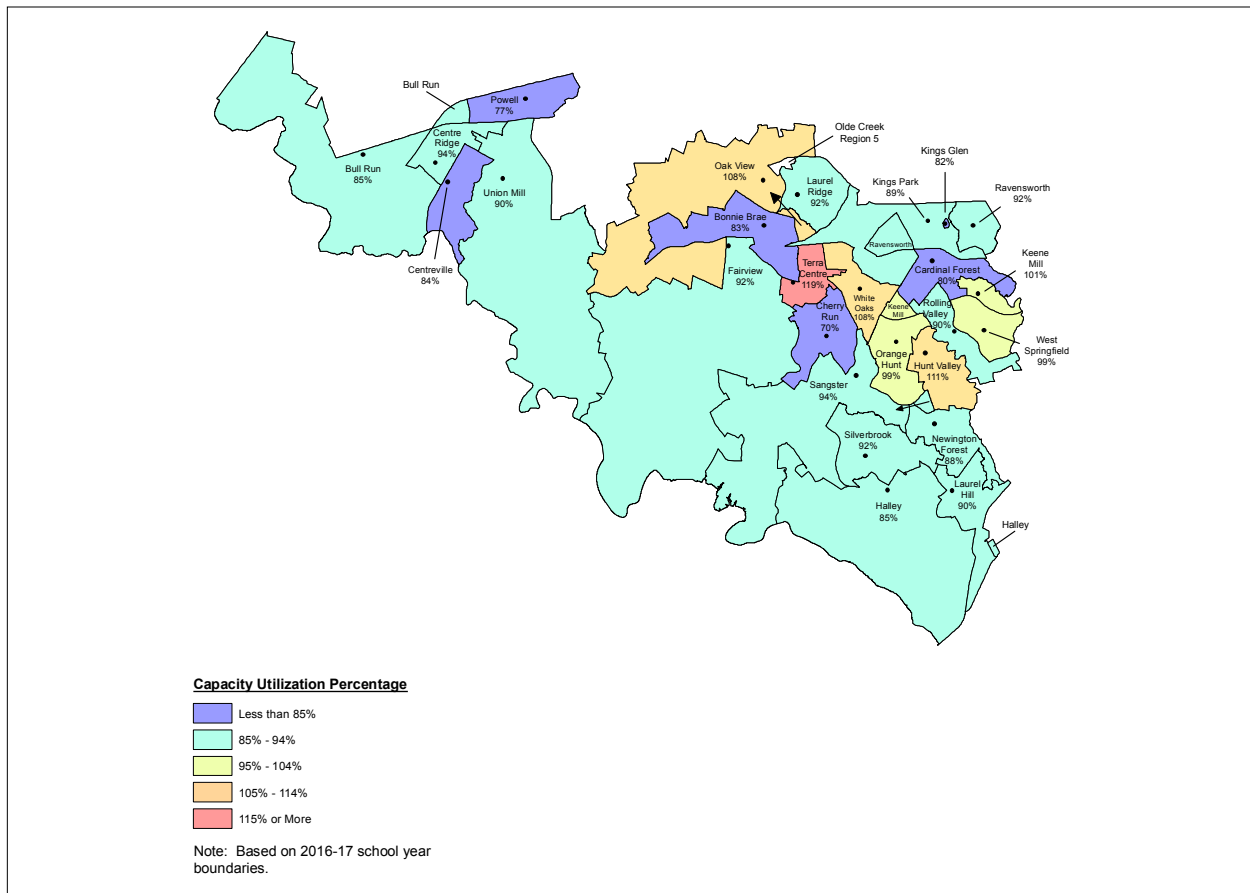 Bull Run
Powell
77%
Centre
Ridge
94%
Bull Run
85%
Union Mill
90%
Centreville
84%
Olde Creek
Region 5
Oak View
108%
Laurel
Ridge
92%
Kings Glen
82%
Kings Park
89%
Ravensworth
92%
Bonnie Brae
83%
Ravensworth
Fairview
92%
Terra
Centre
119%
Cardinal Forest
80%
Keene
Mill
101%
White
Oaks
108%
Keene
Mill
Rolling
Valley
90%
Cherry
Run
70%
West
Springfield
99%
Orange
Hunt
99%
Hunt Valley
111%
Sangster
94%
Silverbrook
92%
Newington
Forest
88%
Halley
85%
Laurel
Hill
90%
Halley
Capacity Utilization Percentage
Less than 85%
85% - 94%
95% - 104%
105% - 114%
115% or More
Note: Based on 2016-17 school year
boundaries.